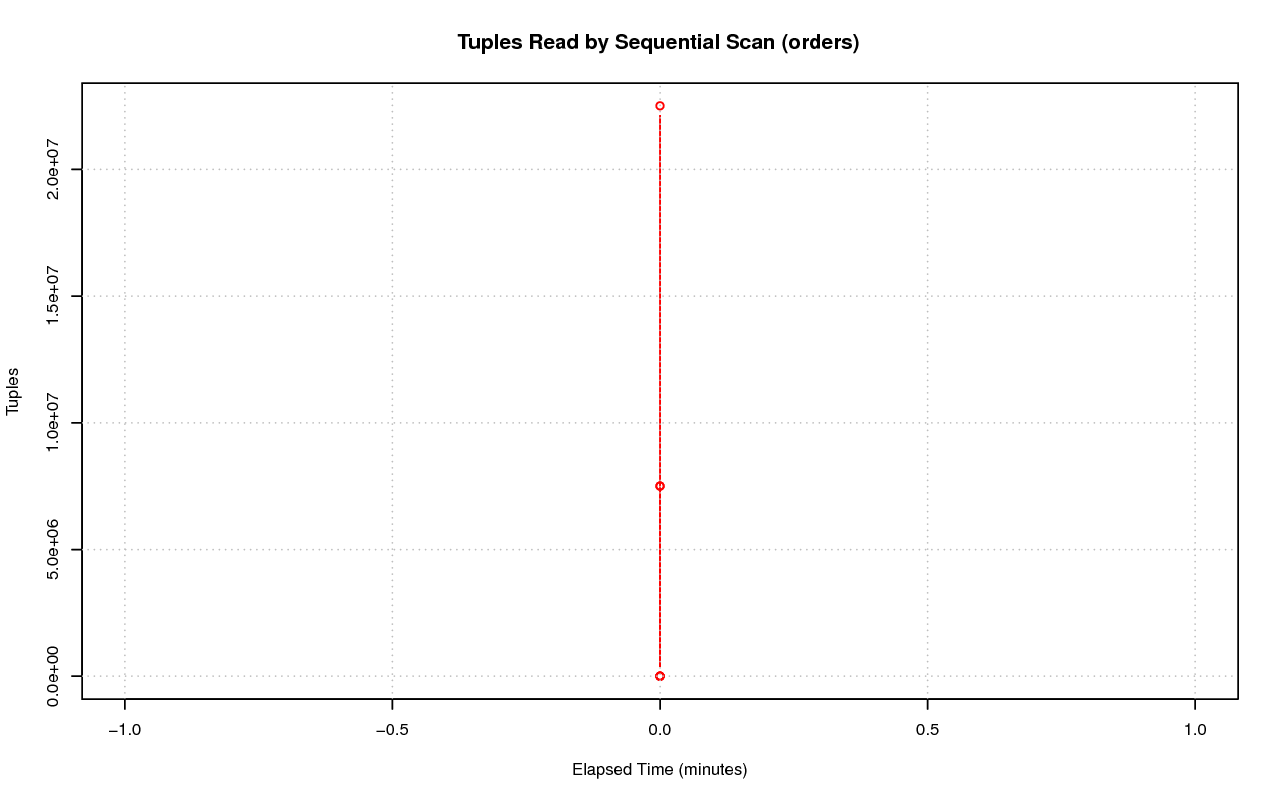 Tuples Read by Sequential Scan (orders)
Tuples
2.0e+07
1.5e+07
1.0e+07
5.0e+06
0.0e+00
−1.0 −0.5 0.0 0.5 1.0
Elapsed Time (minutes)